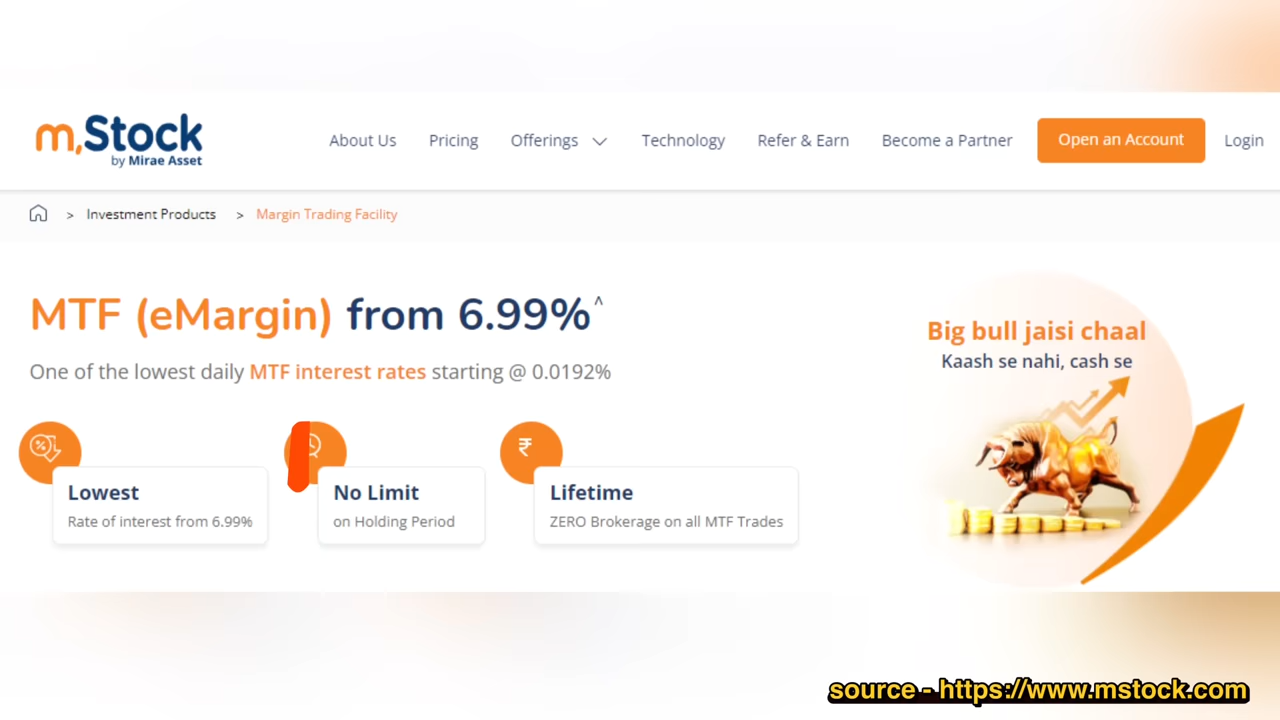 m.Stock
by Mirae Asset
About Us Pricing Offerings Technology Refer & Earn Become a Partner Open an Account Login
> Investment Products > Margin Trading Facility
MTF (eMargin) from 6.99%^
One of the lowest daily MTF interest rates starting @ 0.0192%
Big bull jaisi chaal
Kaash se nahi, cash se
%
₹
Lowest
Rate of interest from 6.99%
No Limit
on Holding Period
Lifetime
ZERO Brokerage on all MTF Trades
source - https://www.mstock.com